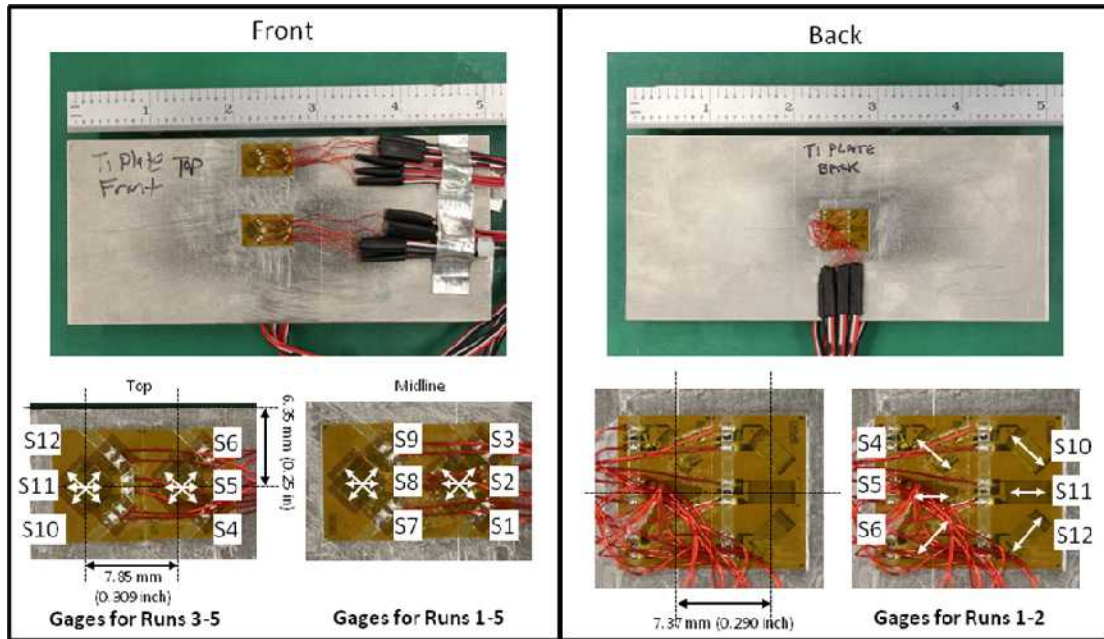 Front
1 2 3 4 5
Ti Plate Top
Front
Top
Midline
S12
S6
S11
S5
S10
S4
6.35 mm (0.25 in)
S9
S3
S8
S2
S7
S1
7.85 mm
(0.309 inch)
Gages for Runs 3-5
Gages for Runs 1-5
Back
1 2 3 4 5
TI PLATE
BACK
S4
S10
S5
S11
S6
S12
7.37 mm (0.290 inch)
Gages for Runs 1-2